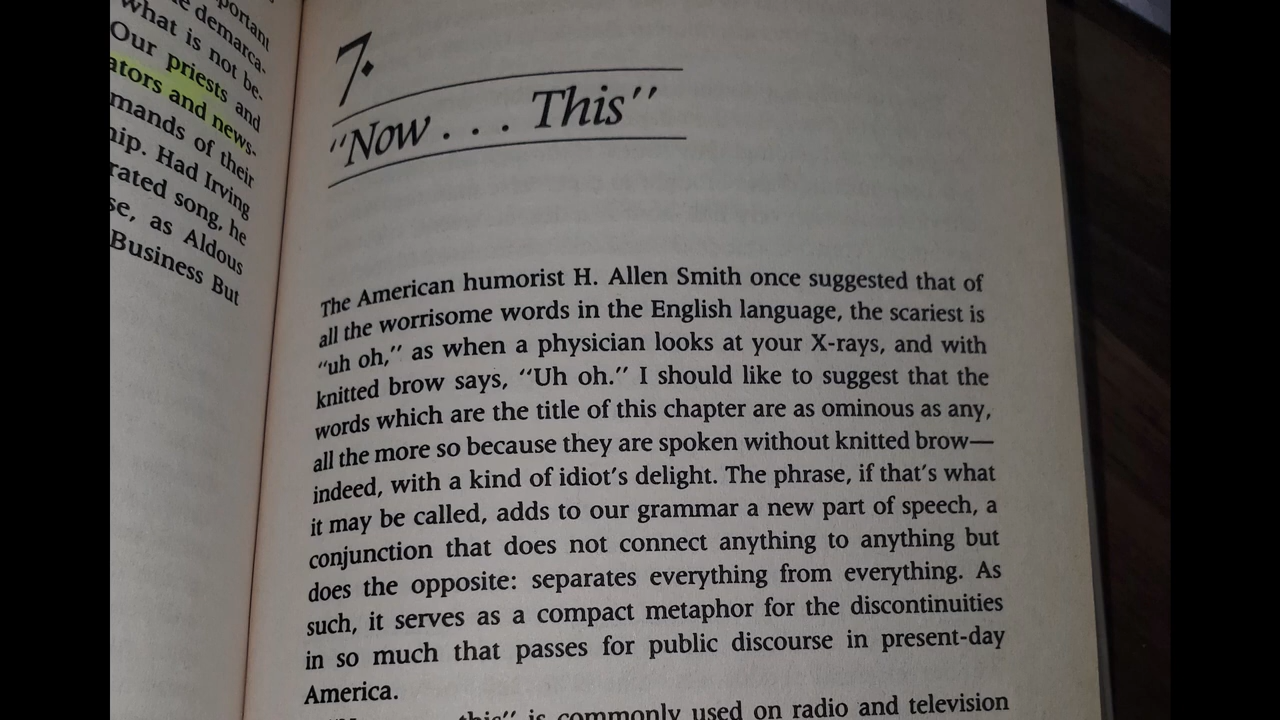 portant
e demarca-
what is not be-
Our priests and
ators and news-
mands of their
hip. Had Irving
rated song, he
se, as Aldous
Business But
7.
"Now . . . This"
The American humorist H. Allen Smith once suggested that of
all the worrisome words in the English language, the scariest is
"uh oh," as when a physician looks at your X-rays, and with
knitted brow says, "Uh oh." I should like to suggest that the
words which are the title of this chapter are as ominous as any,
all the more so because they are spoken without knitted brow—
indeed, with a kind of idiot's delight. The phrase, if that's what
it may be called, adds to our grammar a new part of speech, a
conjunction that does not connect anything to anything but
does the opposite: separates everything from everything. As
such, it serves as a compact metaphor for the discontinuities
in so much that passes for public discourse in present-day
America.
this" is commonly used on radio and television